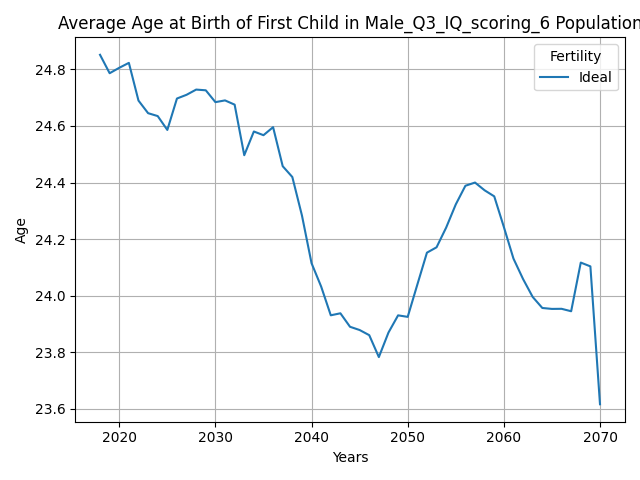 Average Age at Birth of First Child in Male_Q3_IQ_scoring_6 Population
Fertility
Ideal
24.8
24.6
24.4
24.2
24.0
23.8
23.6
Age
2020 2030 2040 2050 2060 2070
Years